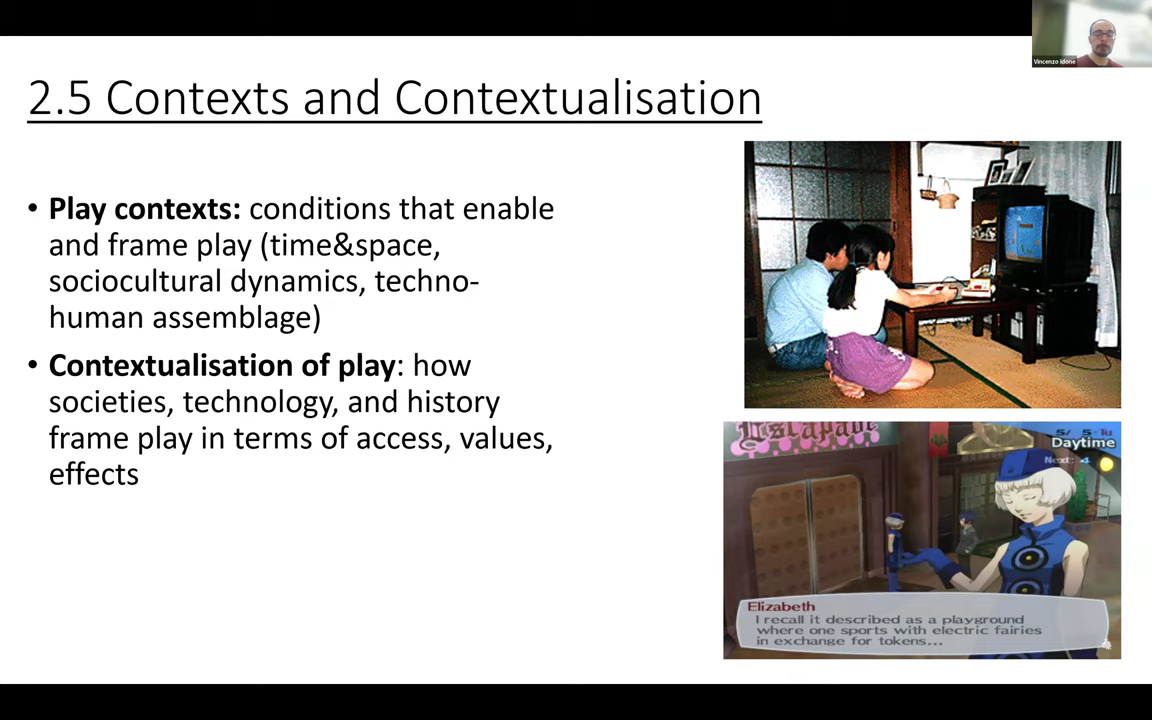 Vincenzo Idone
2.5 Contexts and Contextualisation
• Play contexts: conditions that enable
and frame play (time&space,
sociocultural dynamics, techno-
human assemblage)
• Contextualisation of play: how
societies, technology, and history
frame play in terms of access, values,
effects
Escapade
5/ 5 Tu
Daytime
Next: 4
Elizabeth
I recall it described as a playground
where one sports with electric fairies
in exchange for tokens...